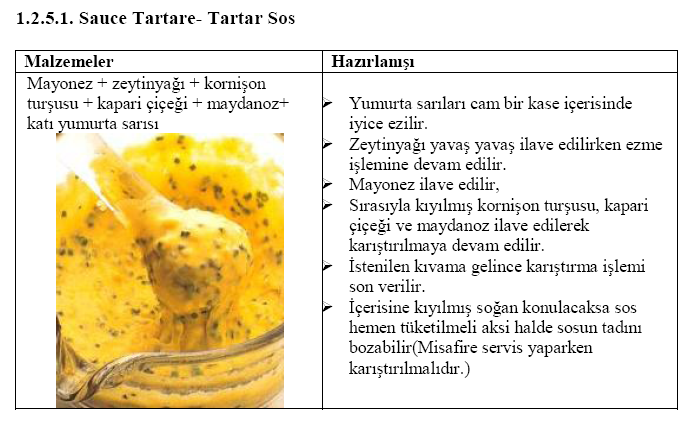 1.2.5.1. Sauce Tartare- Tartar Sos
Malzemeler
Mayonez + zeytinyağı + kornişon
turşusu + kapari çiçeği + maydanoz+
katı yumurta sarısı
Hazırlanışı
➢ Yumurta sarıları cam bir kase içerisinde
iyice ezilir.
➢ Zeytinyağı yavaş yavaş ilave edilirken ezme
işlemine devam edilir.
➢ Mayonez ilave edilir,
➢ Sırasıyla kıyılmış kornişon turşusu, kapari
çiçeği ve maydanoz ilave edilerek
karıştırılmaya devam edilir.
➢ İstenilen kıvama gelince karıştırma işlemi
son verilir.
➢ İçerisine kıyılmış soğan konulacaksa sos
hemen tüketilmeli aksi halde sosun tadını
bozabilir(Misafire servis yaparken
karıştırılmalıdır.)